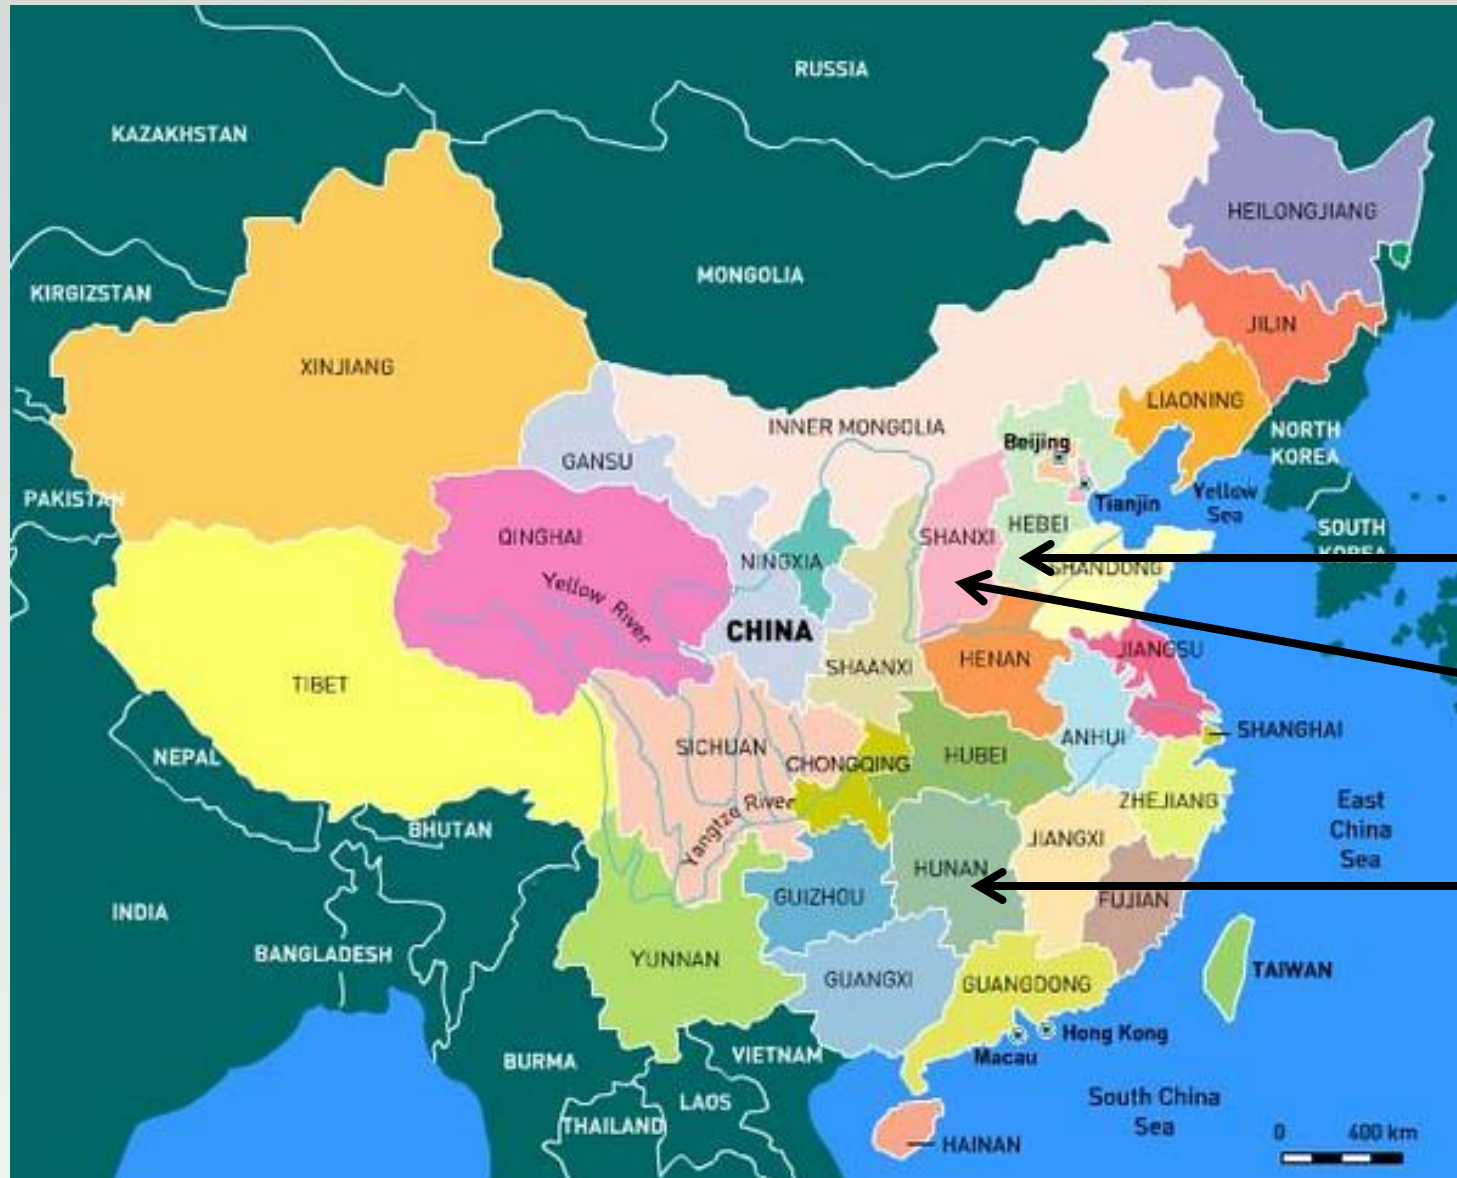 RUSSIA
KAZAKHSTAN
HEILONGJIANG
MONGOLIA
KIRGIZSTAN
JILIN
XINJIANG
LIAONING
INNER MONGOLIA
NORTH
KOREA
Beijing
GANSU
PAKISTAN
Tianjin
Yellow
Sea
HEBEI
SHANXI
QINGHAI
SOUTH
KOREA
NINGXIA
SHANDONG
Yellow River
CHINA
JIANGSU
HENAN
SHAANXI
TIBET
SHANGHAI
ANHUI
SICHUAN
HUBEI
NEPAL
CHONGQING
ZHEJIANG
East
China
Sea
Yangtze River
BHUTAN
JIANGXI
HUNAN
GUIZHOU
FUJIAN
INDIA
BANGLADESH
YUNNAN
TAIWAN
GUANGXI
GUANGDONG
Hong Kong
Macau
BURMA
VIETNAM
LAOS
South China
Sea
THAILAND
HAINAN
0 400 km